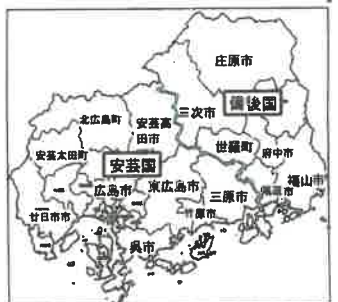 庄原市
備後国
三次市
北広島町
安芸高
田市
世羅町
府中市
安芸太田町
安芸国
福山市
広島市
東広島市
三原市
廿日市市
竹原市
呉市